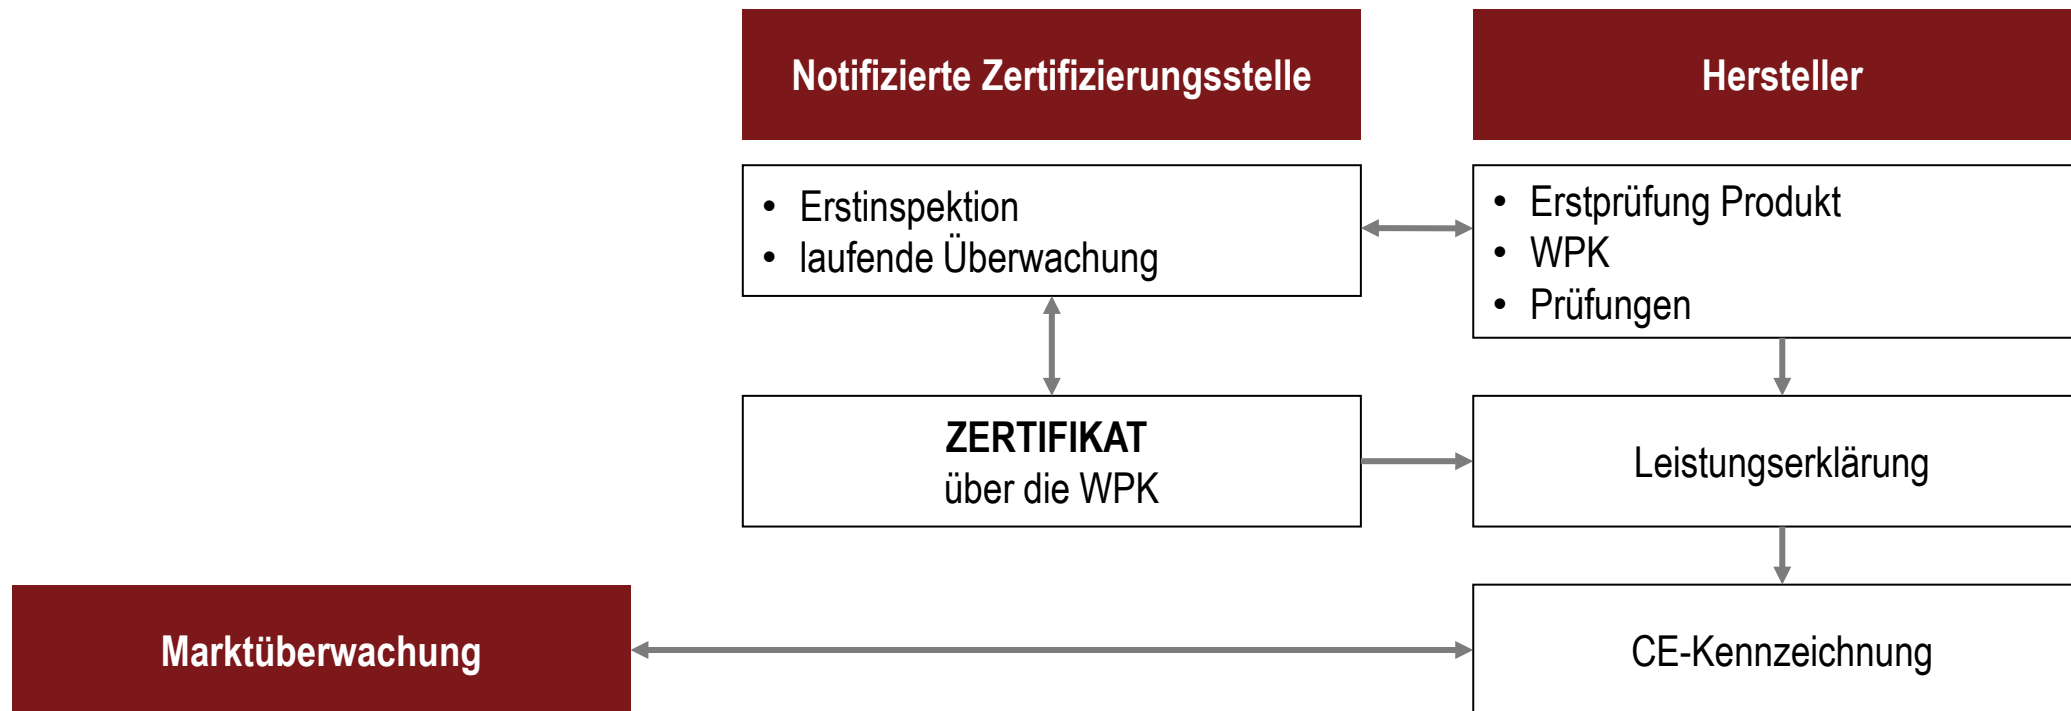 Notifizierte Zertifizierungsstelle
Hersteller
• Erstinspektion
• laufende Überwachung
• Erstprüfung Produkt
• WPK
• Prüfungen
ZERTIFIKAT
über die WPK
Leistungserklärung
Marktüberwachung
CE-Kennzeichnung